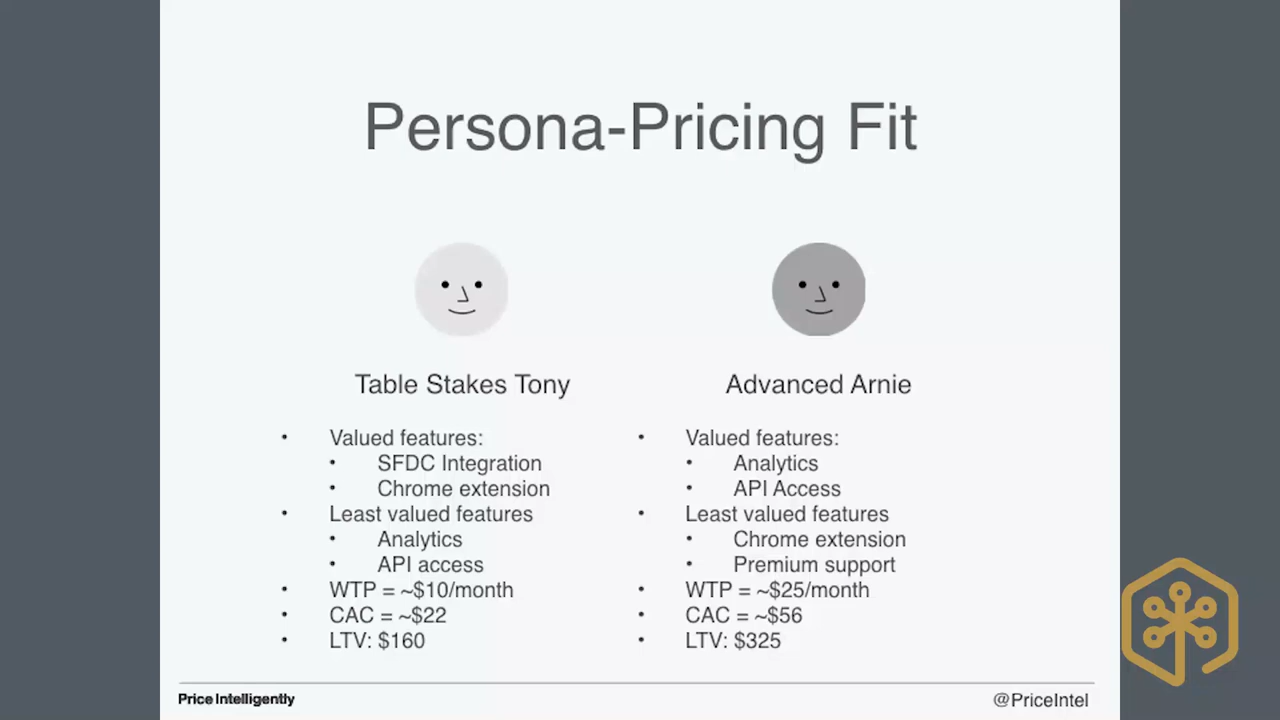 Persona-Pricing Fit
Table Stakes Tony
• Valued features:
• SFDC Integration
• Chrome extension
• Least valued features
• Analytics
• API access
• WTP = ~$10/month
• CAC = ~$22
• LTV: $160
Advanced Arnie
• Valued features:
• Analytics
• API Access
• Least valued features
• Chrome extension
• Premium support
• WTP = ~$25/month
• CAC = ~$56
• LTV: $325
Price Intelligently
@PriceIntel